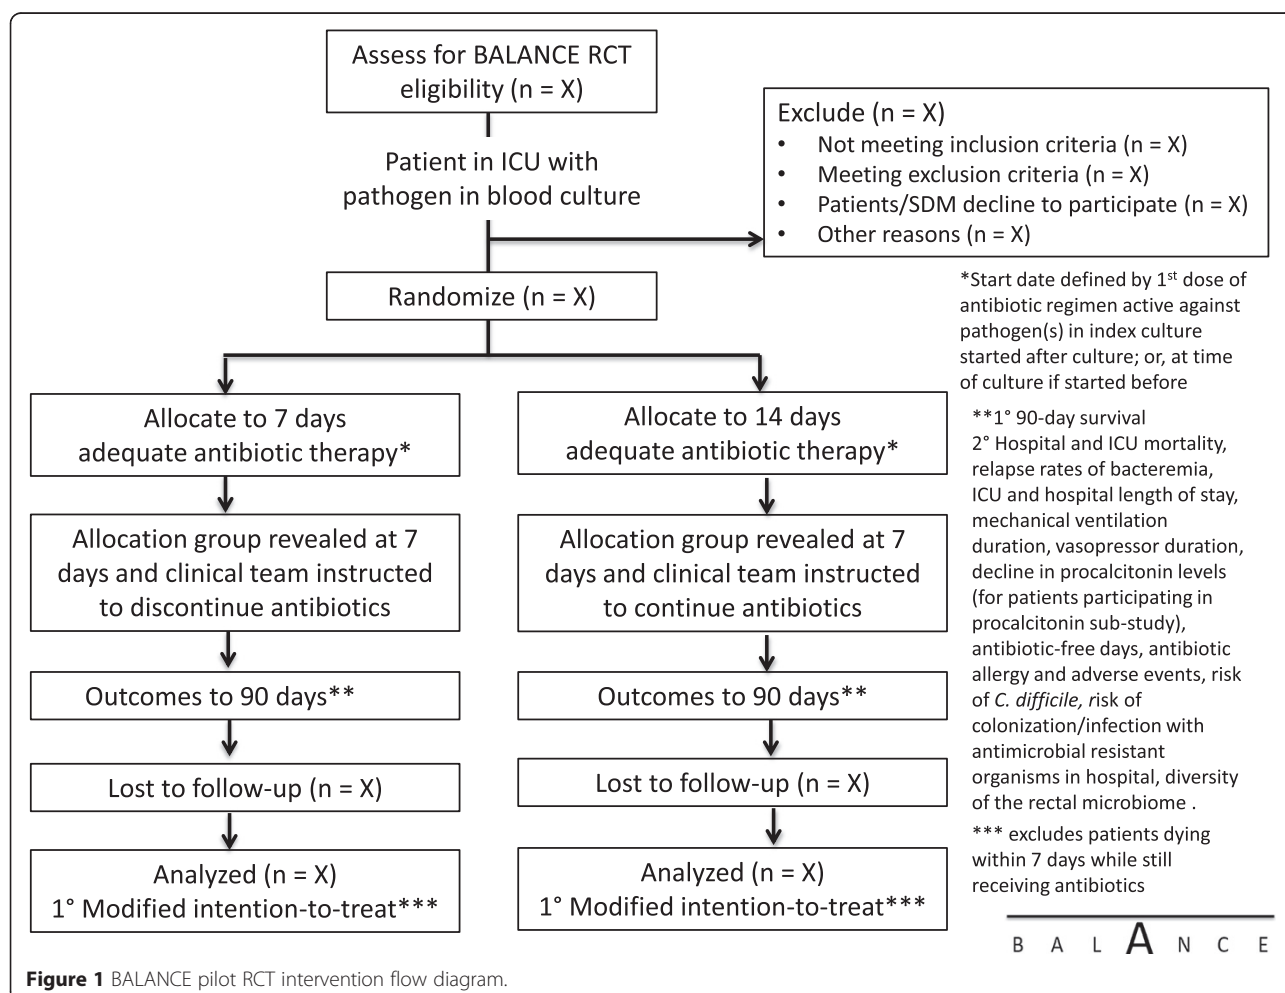 Assess for BALANCE RCT
eligibility (n = X)
Patient in ICU with
pathogen in blood culture
Exclude (n = X)
• Not meeting inclusion criteria (n = X)
• Meeting exclusion criteria (n = X)
• Patients/SDM decline to participate (n = X)
• Other reasons (n = X)
Randomize (n = X)
Allocate to 7 days
adequate antibiotic therapy*
Allocation group revealed at 7
days and clinical team instructed
to discontinue antibiotics
Outcomes to 90 days**
Lost to follow-up (n = X)
Analyzed (n = X)
1° Modified intention-to-treat***
Allocate to 14 days
adequate antibiotic therapy*
Allocation group revealed at 7
days and clinical team instructed
to continue antibiotics
Outcomes to 90 days**
Lost to follow-up (n = X)
Analyzed (n = X)
1° Modified intention-to-treat***
*Start date defined by 1st dose of
antibiotic regimen active against
pathogen(s) in index culture
started after culture; or, at time
of culture if started before
**1° 90-day survival
2° Hospital and ICU mortality,
relapse rates of bacteremia,
ICU and hospital length of stay,
mechanical ventilation
duration, vasopressor duration,
decline in procalcitonin levels
(for patients participating in
procalcitonin sub-study),
antibiotic-free days, antibiotic
allergy and adverse events, risk
of C. difficile, risk of
colonization/infection with
antimicrobial resistant
organisms in hospital, diversity
of the rectal microbiome .
*** excludes patients dying
within 7 days while still
receiving antibiotics
B A L A N C E
Figure 1 BALANCE pilot RCT intervention flow diagram.